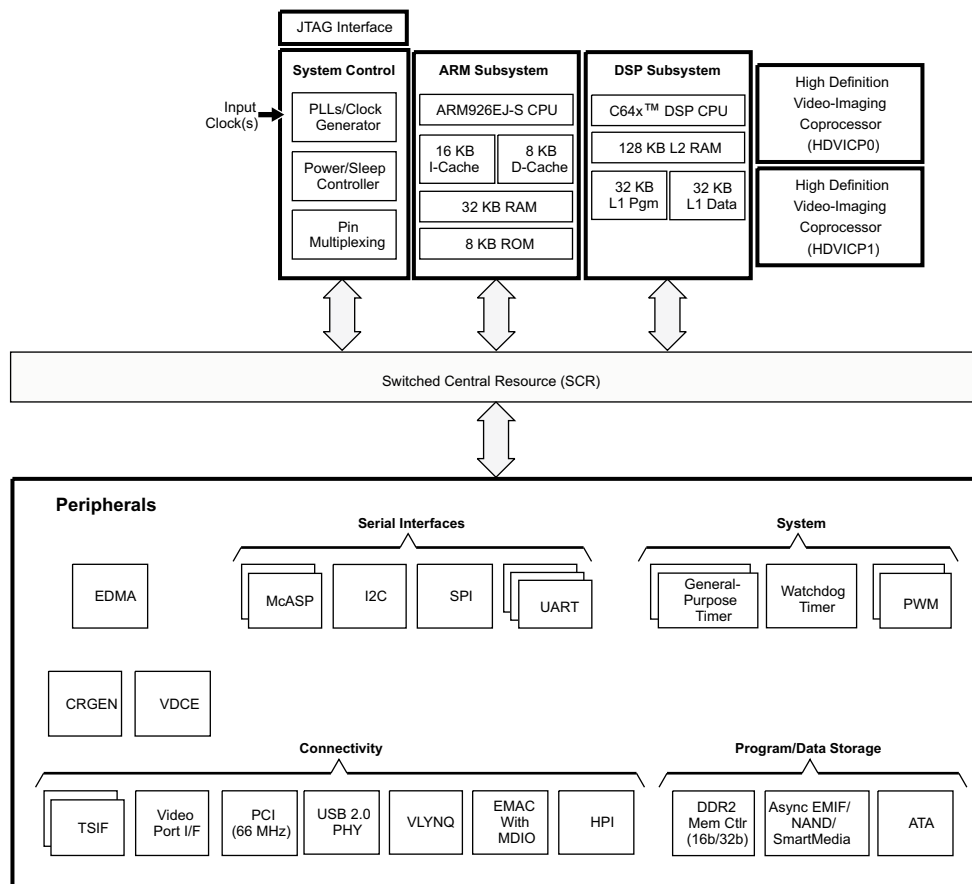 JTAG Interface
System Control
ARM Subsystem
DSP Subsystem
Input
Clock(s)
PLLs/Clock
Generator
Power/Sleep
Controller
Pin
Multiplexing
ARM926EJ-S CPU
16 KB
I-Cache
8 KB
D-Cache
32 KB RAM
8 KB ROM
C64x™ DSP CPU
128 KB L2 RAM
32 KB
L1 Pgm
32 KB
L1 Data
High Definition
Video-Imaging
Coprocessor
(HDVICP0)
High Definition
Video-Imaging
Coprocessor
(HDVICP1)
Switched Central Resource (SCR)
Peripherals
Serial Interfaces
System
EDMA
McASP
I2C
SPI
UART
General-
Purpose
Timer
Watchdog
Timer
PWM
CRGEN
VDCE
Connectivity
Program/Data Storage
TSIF
Video
Port I/F
PCI
(66 MHz)
USB 2.0
PHY
VLYNQ
EMAC
With
MDIO
HPI
DDR2
Mem Ctlr
(16b/32b)
Async EMIF/
NAND/
SmartMedia
ATA